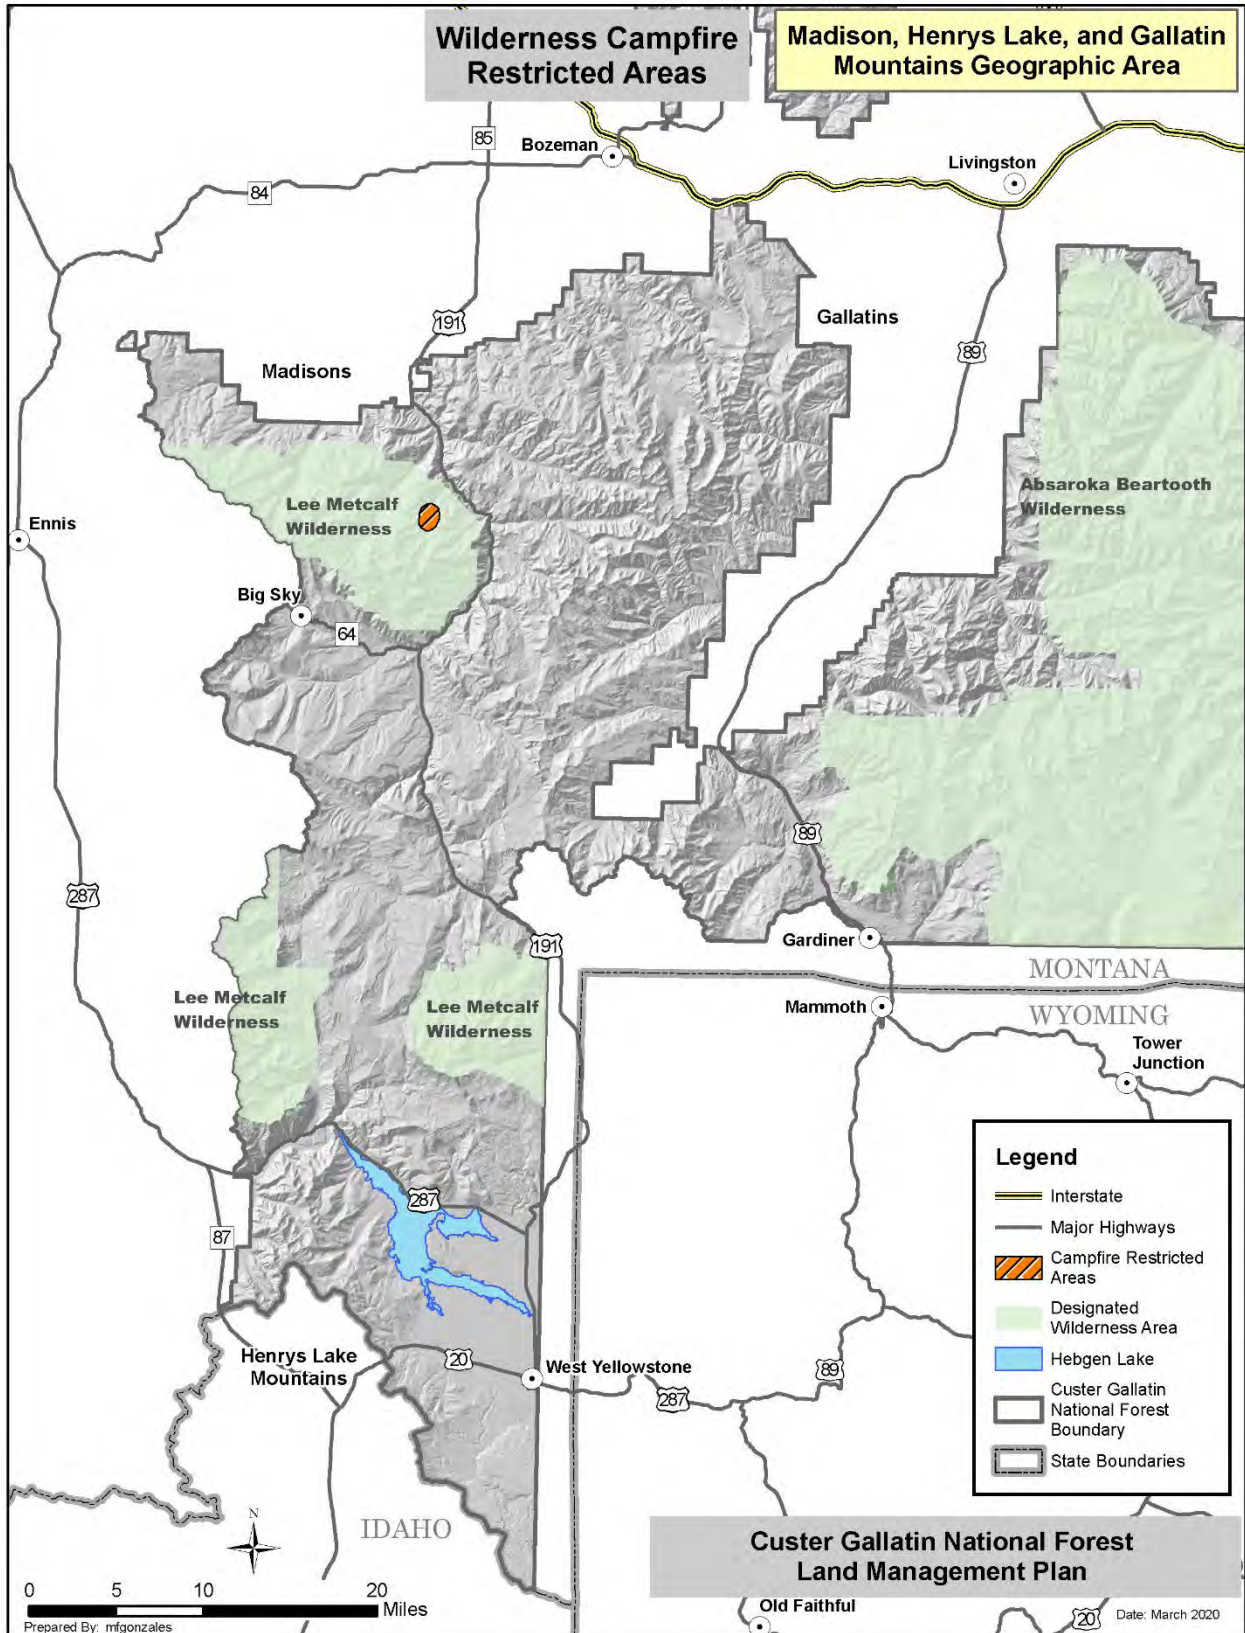 Wilderness Campfire
Restricted Areas
Madison, Henrys Lake, and Gallatin
Mountains Geographic Area
85
Bozeman
Livingston
84
191
Gallatins
89
Madisons
Lee Metcalf
Wilderness
Absaroka Beartooth
Wilderness
Ennis
Big Sky
64
89
287
Gardiner
191
MONTANA
Lee Metcalf
Wilderness
Lee Metcalf
Wilderness
Mammoth
WYOMING
Tower
Junction
287
87
Legend
Interstate
Major Highways
Campfire Restricted
Areas
Designated
Wilderness Area
Hebgen Lake
Custer Gallatin
National Forest
Boundary
State Boundaries
Henrys Lake
Mountains
20
West Yellowstone
89
287
N
IDAHO
Custer Gallatin National Forest
Land Management Plan
0 5 10 20
Miles
Prepared By: mfgonzales
Old Faithful
20
Date: March 2020